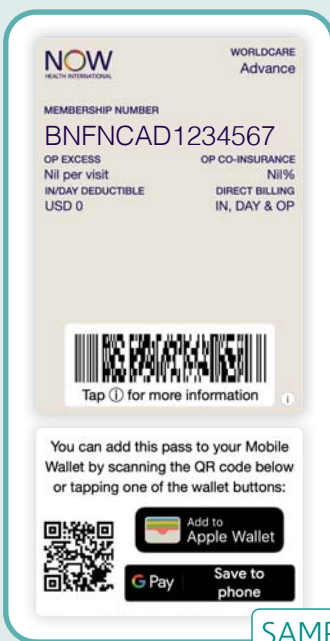 NOW
HEALTH INTERNATIONAL
WORLDCARE
Advance
MEMBERSHIP NUMBER
BNFNCAD1234567
OP EXCESS
Nil per visit
OP CO-INSURANCE
Nil%
IN/DAY DEDUCTIBLE
USD 0
DIRECT BILLING
IN, DAY & OP
Tap ⓘ for more information
i
You can add this pass to your Mobile
Wallet by scanning the QR code below
or tapping one of the wallet buttons:
Add to
Apple Wallet
G Pay
Save to
phone